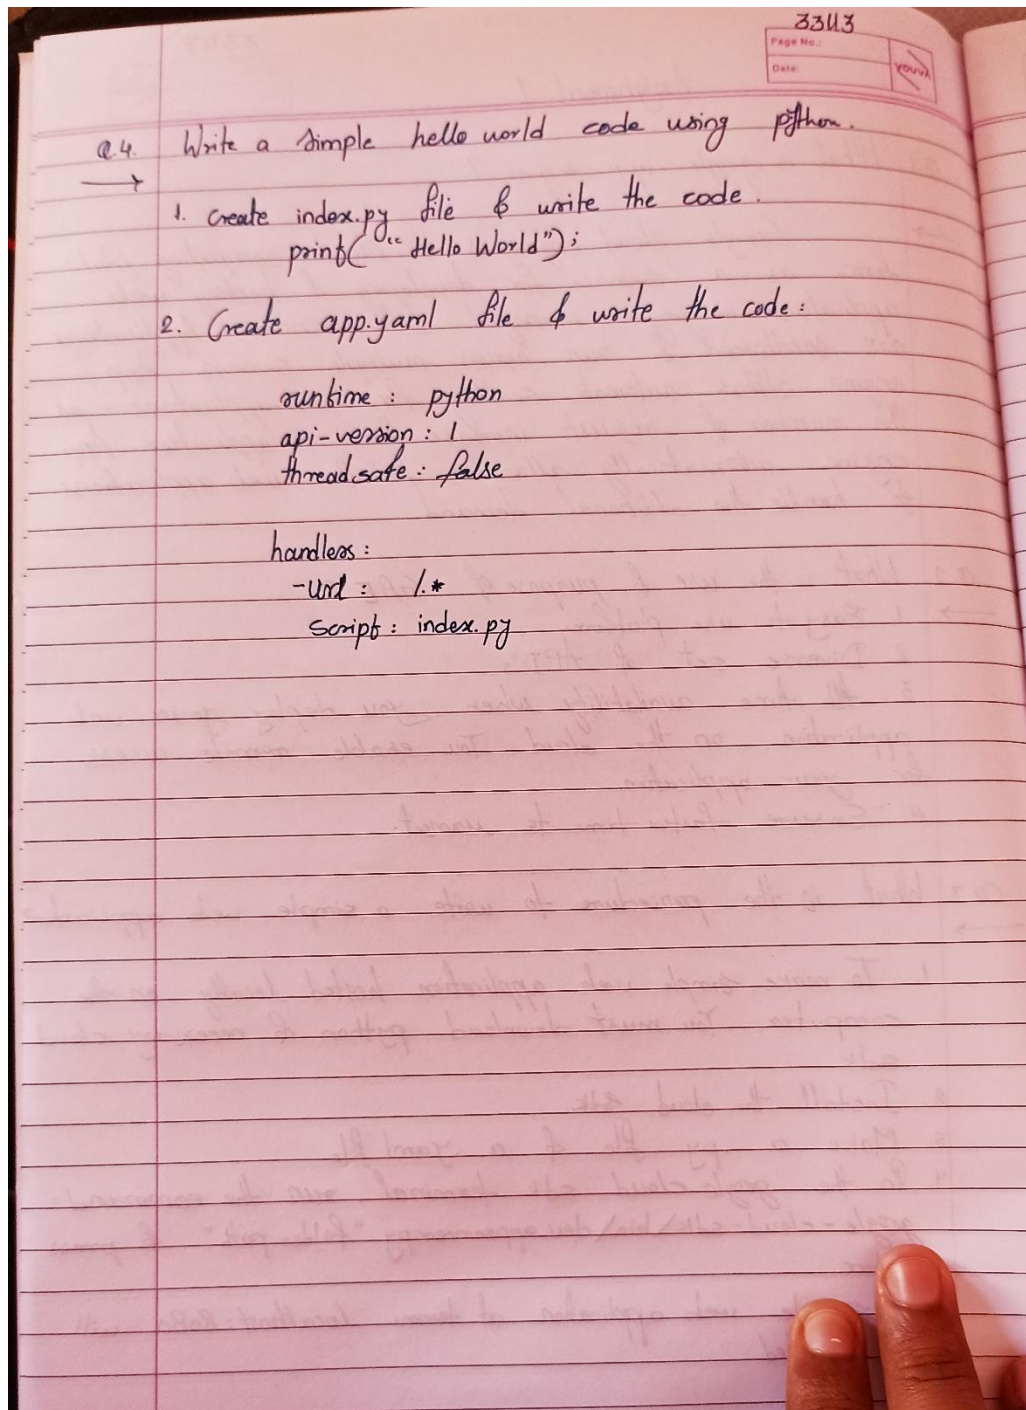 3343
Page No.:
Date:
YOUVA
Q.4. Write a simple hello world code using python.
1. Create index.py file & write the code.
print("Hello World");
2. Create app.yaml file & write the code:
runtime : python
api-version : 1
threadsafe : false
handlers :
-url : /.*
script : index.py